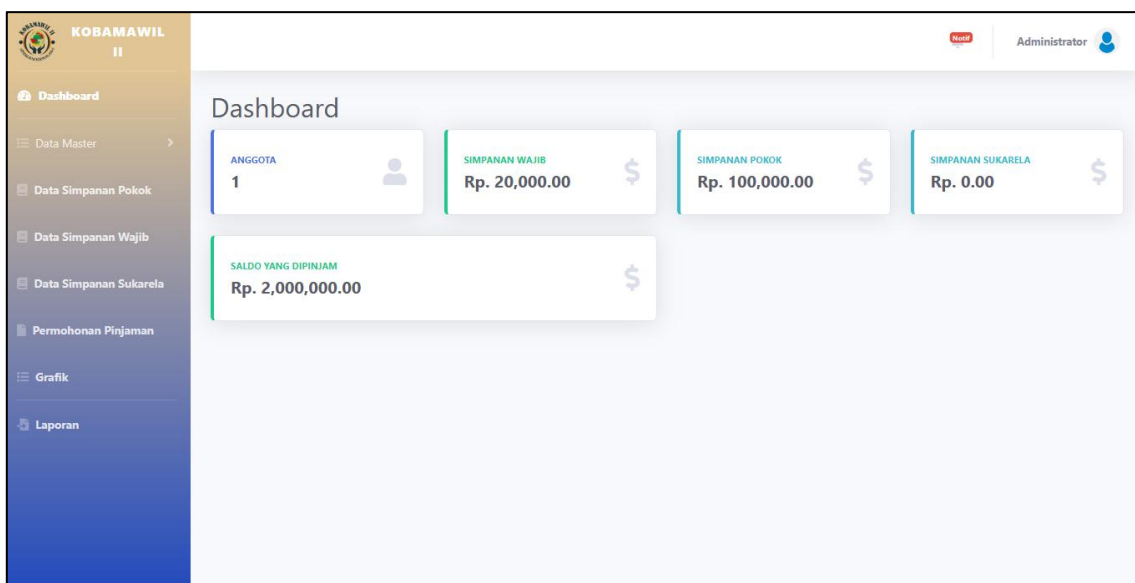 KOBAMAWIL
II
Notif
Administrator
Dashboard
Data Master
Data Simpanan Pokok
Data Simpanan Wajib
Data Simpanan Sukarela
Permohonan Pinjaman
Grafik
Laporan
Dashboard
ANGGOTA
1
SIMPANAN WAJIB
Rp. 20,000.00
SIMPANAN POKOK
Rp. 100,000.00
SIMPANAN SUKARELA
Rp. 0.00
SALDO YANG DIPINJAM
Rp. 2,000,000.00